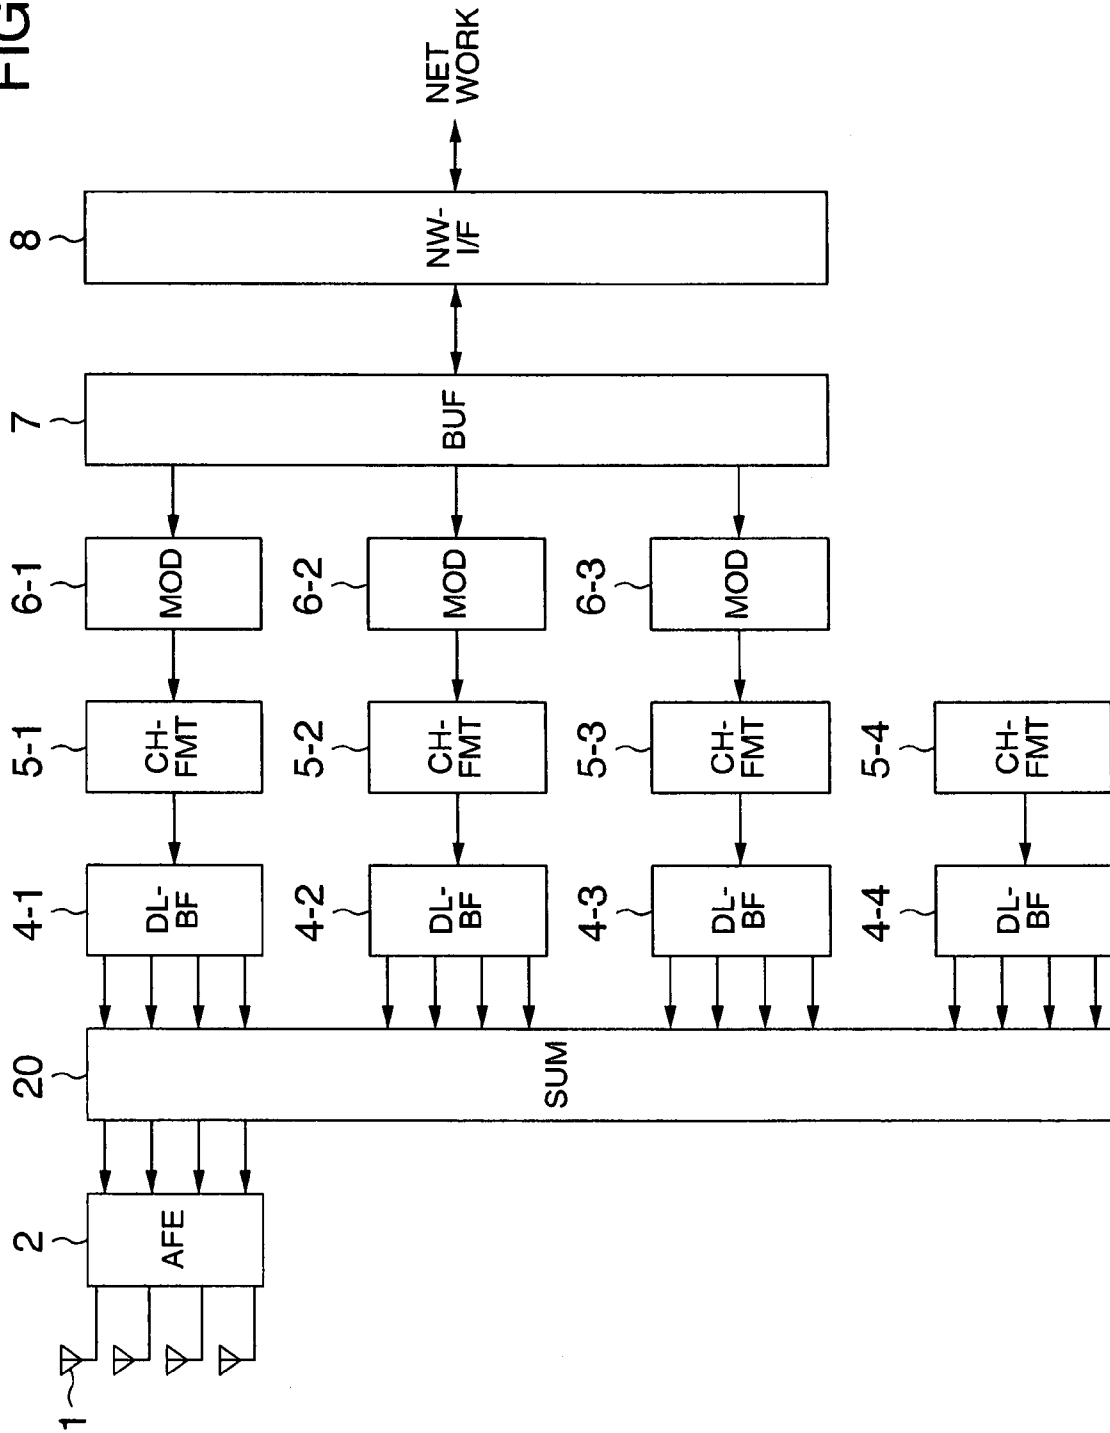 FIG
1
2
AFE
20
SUM
4-1
DL-
BF
5-1
CH-
FMT
6-1
MOD
7
BUF
8
NW-
I/F
NET
WORK
4-2
DL-
BF
5-2
CH-
FMT
6-2
MOD
4-3
DL-
BF
5-3
CH-
FMT
6-3
MOD
4-4
DL-
BF
5-4
CH-
FMT